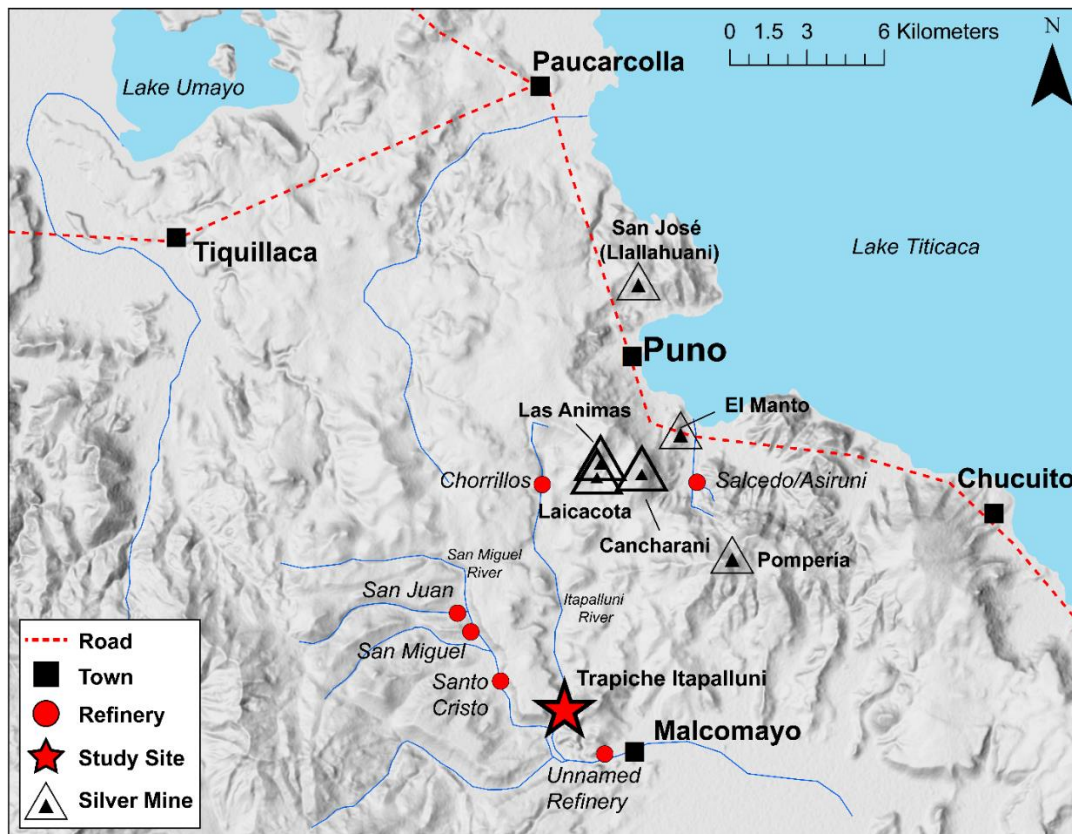 0 1.5 3 6 Kilometers
N
Lake Umayo
Paucarcolla
Tiquillaca
San José
(Llallahuani)
Lake Titicaca
Puno
Las Animas
El Manto
Chorrillos
Salcedo/Asiruni
Chucuito
Laicacota
Cancharani
Pompería
San Miguel
River
San Juan
Itapalluni
River
San Miguel
Santo
Cristo
Trapiche Itapalluni
Malcomayo
Unnamed
Refinery
Road
Town
Refinery
Study Site
Silver Mine